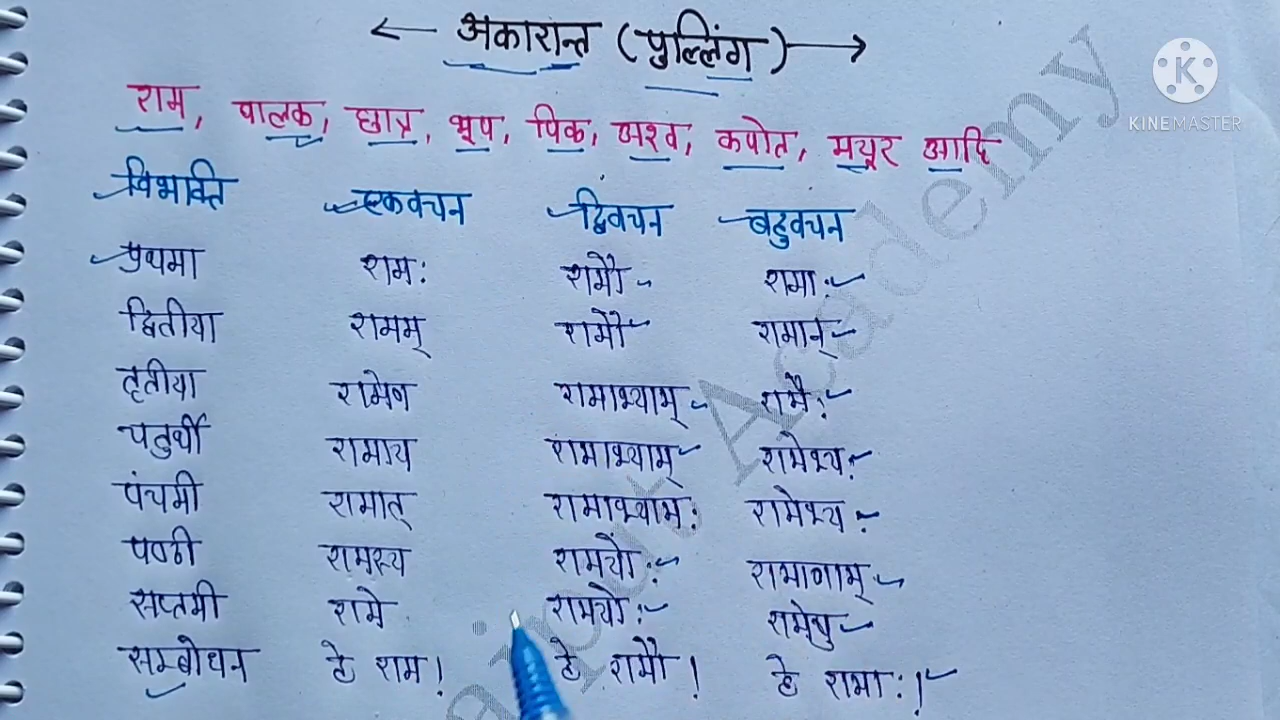 ← अकारान्त (पुल्लिंग) →
KINEMASTER
राम, बालक, छात्र, भूप, पिक, अश्व, कपोत, मयूर आदि
विभक्ति एकवचन द्विवचन बहुवचन
प्रथमा रामः रामौ रामाः
द्वितीया रामम् रामौ रामान्
तृतीया रामेण रामाभ्याम् रामैः
चतुर्थी रामाय रामाभ्याम् रामेभ्यः
पंचमी रामात् रामाभ्यामः रामेभ्यः
षष्ठी रामस्य रामयोः रामाणाम्
सप्तमी रामे रामयोः रामेषु
सम्बोधन हे राम! हे रामौ! हे रामाः!
Academy